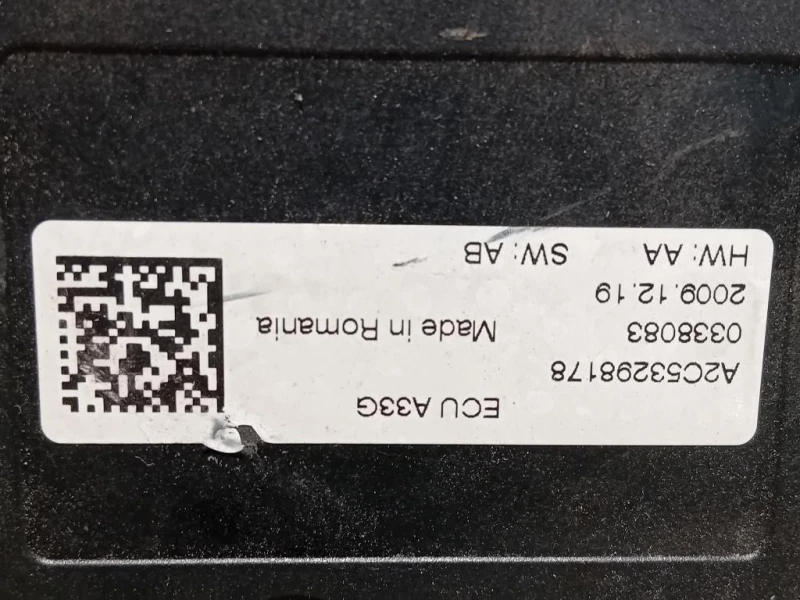 ECU A33G
A2C53298178
0338083 Made in Romania
2009.12.19
HW: AA SW: AB